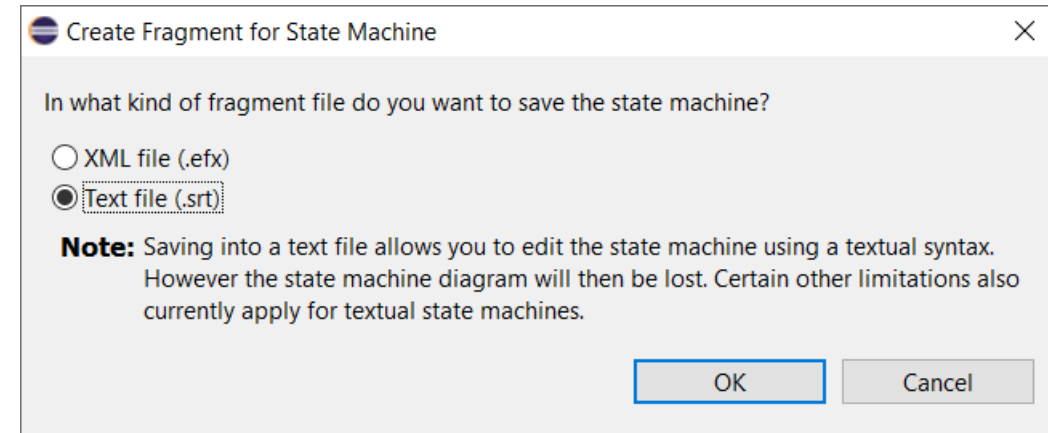 Create Fragment for State Machine
In what kind of fragment file do you want to save the state machine?
XML file (.efx)
Text file (.srt)
Note: Saving into a text file allows you to edit the state machine using a textual syntax.
However the state machine diagram will then be lost. Certain other limitations also
currently apply for textual state machines.
OK Cancel